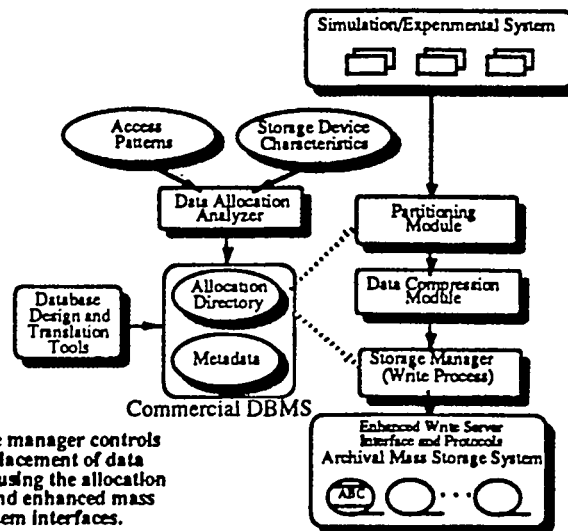 Simulation/Expenmental System
Access
Patterns
Storage Device
Characteristics
Data Allocation
Analyzer
Partitioning
Module
Allocation
Directory
Data Compression
Module
Database
Design and
Translation
Tools
Metadata
Storage Manager
(Write Process)
Commercial DBMS
Enhanced Write Server
Interface and Protocols
Archival Mass Storage System
ABC
e manager controls
lacement of data
using the allocation
nd enhanced mass
tem interfaces.